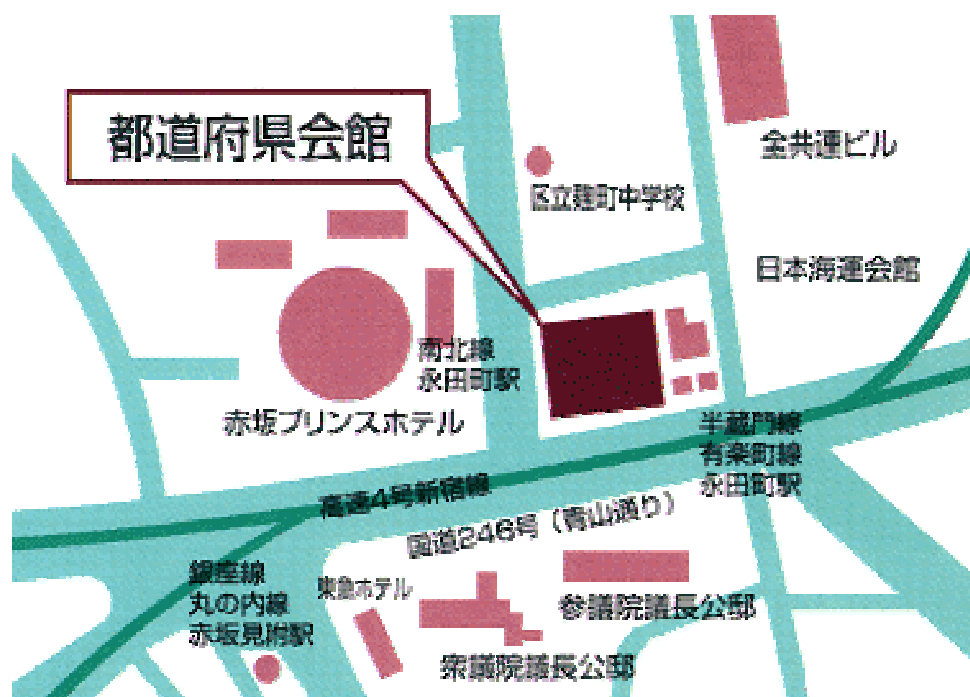 都道府県会館
全共連ビル
区立麹町中学校
日本海運会館
南北線
永田町駅
赤坂プリンスホテル
半蔵門線
有楽町線
永田町駅
高速4号新宿線
国道246号（青山通り）
銀座線
丸の内線
赤坂見附駅
東急ホテル
参議院議長公邸
衆議院議長公邸